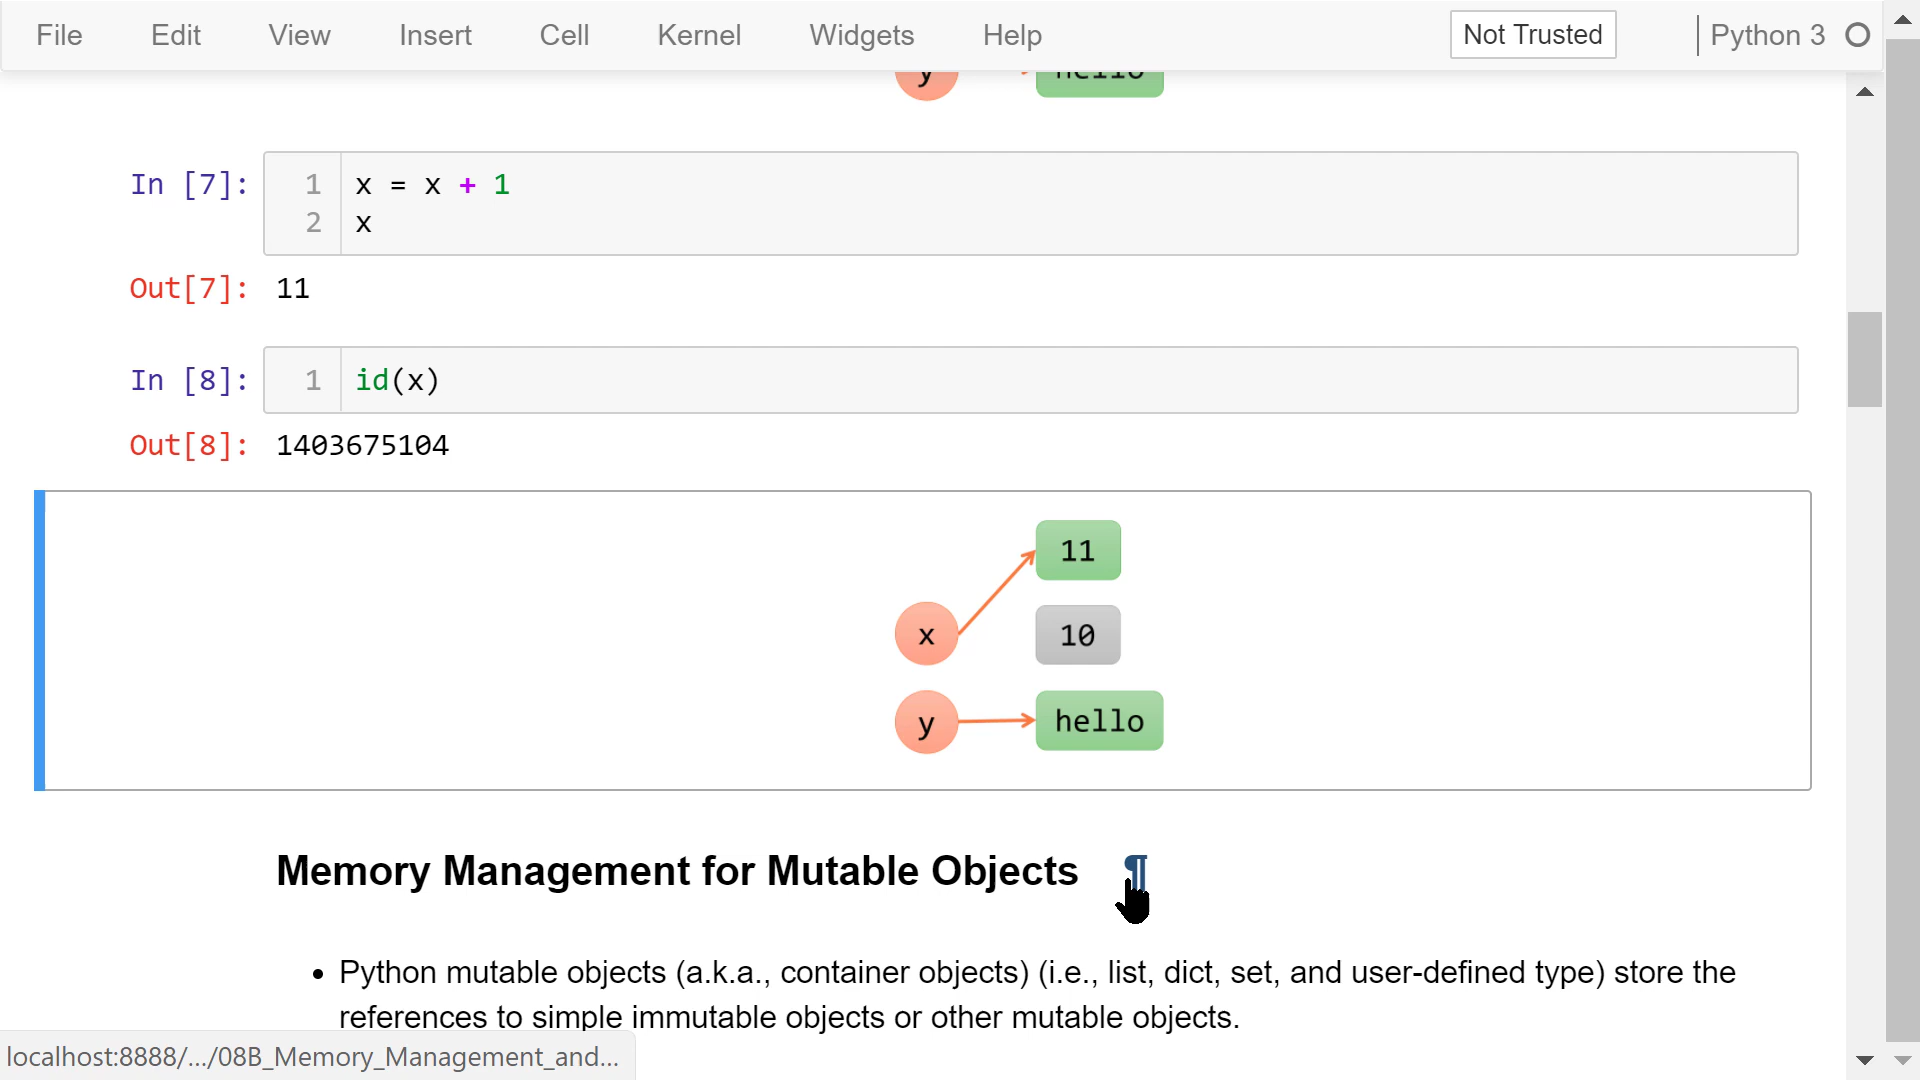 File Edit View Insert Cell Kernel Widgets Help Not Trusted Python 3
y hello
In [7]: 1 x = x + 1
2 x
Out[7]: 11
In [8]: 1 id(x)
Out[8]: 1403675104
11
x 10
y hello
Memory Management for Mutable Objects ¶
• Python mutable objects (a.k.a., container objects) (i.e., list, dict, set, and user-defined type) store the
references to simple immutable objects or other mutable objects.
localhost:8888/.../08B_Memory_Management_and...